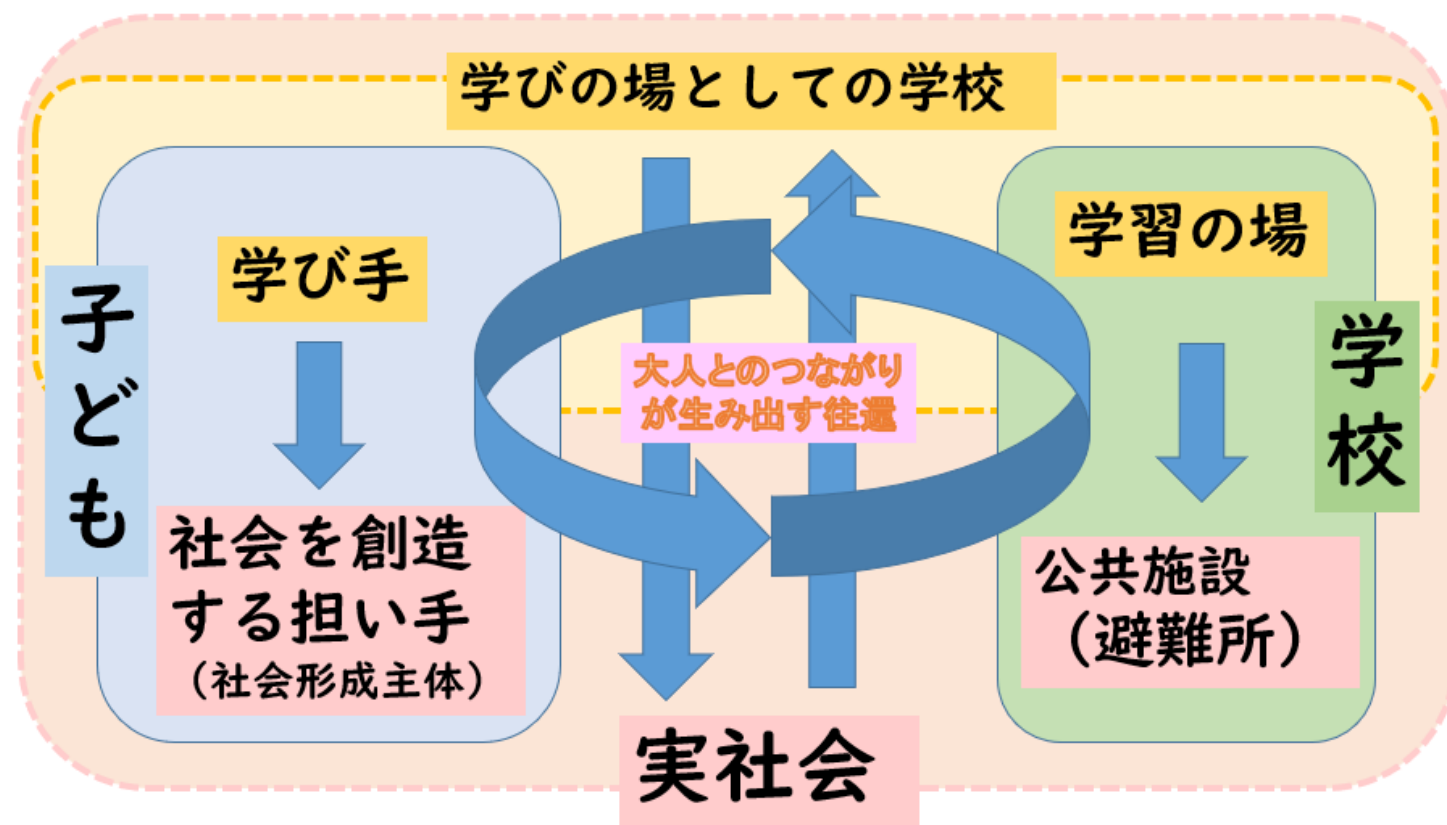 学びの場としての学校
子ども
学び手
社会を創造
する担い手
（社会形成主体）
大人とのつながり
が生み出す往還
学習の場
学校
公共施設
（避難所）
実社会